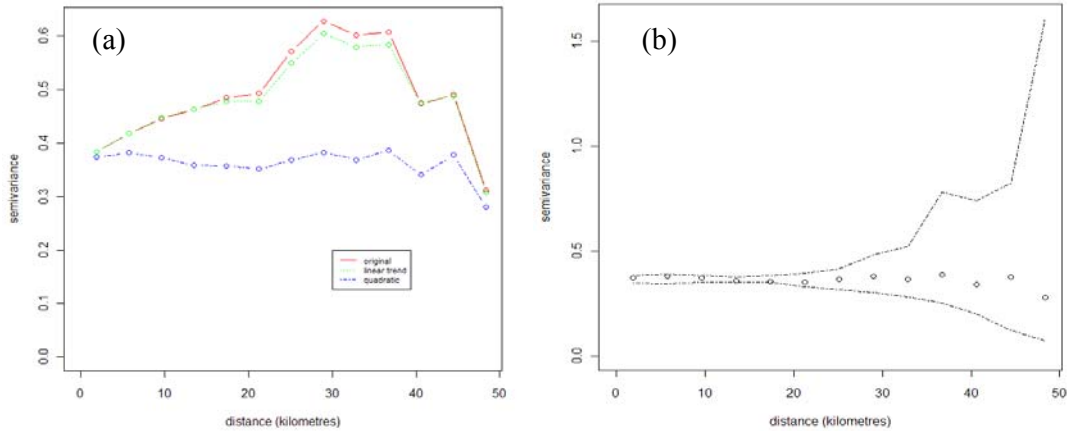 (a)
semivariance
0.6
0.5
0.4
0.3
0.2
0.1
0.0
original
linear trend
quadratic
0 10 20 30 40 50
distance (kilometres)
(b)
semivariance
1.5
1.0
0.5
0.0
0 10 20 30 40 50
distance (kilometres)